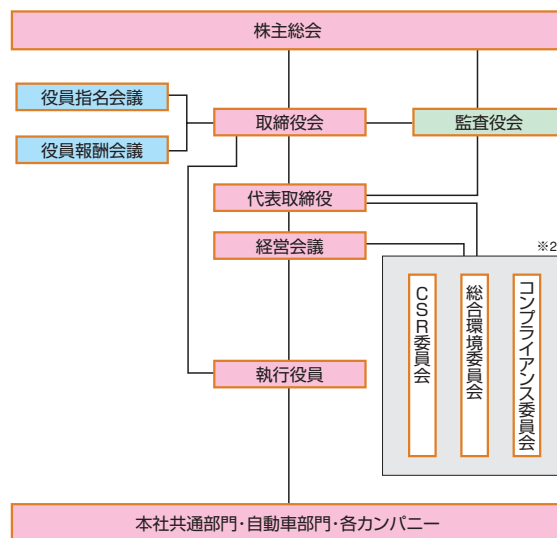 株主総会
役員指名会議
役員報酬会議
取締役会
監査役会
代表取締役
経営会議
※2
CSR委員会
総合環境委員会
コンプライアンス委員会
執行役員
本社共通部門・自動車部門・各カンパニー